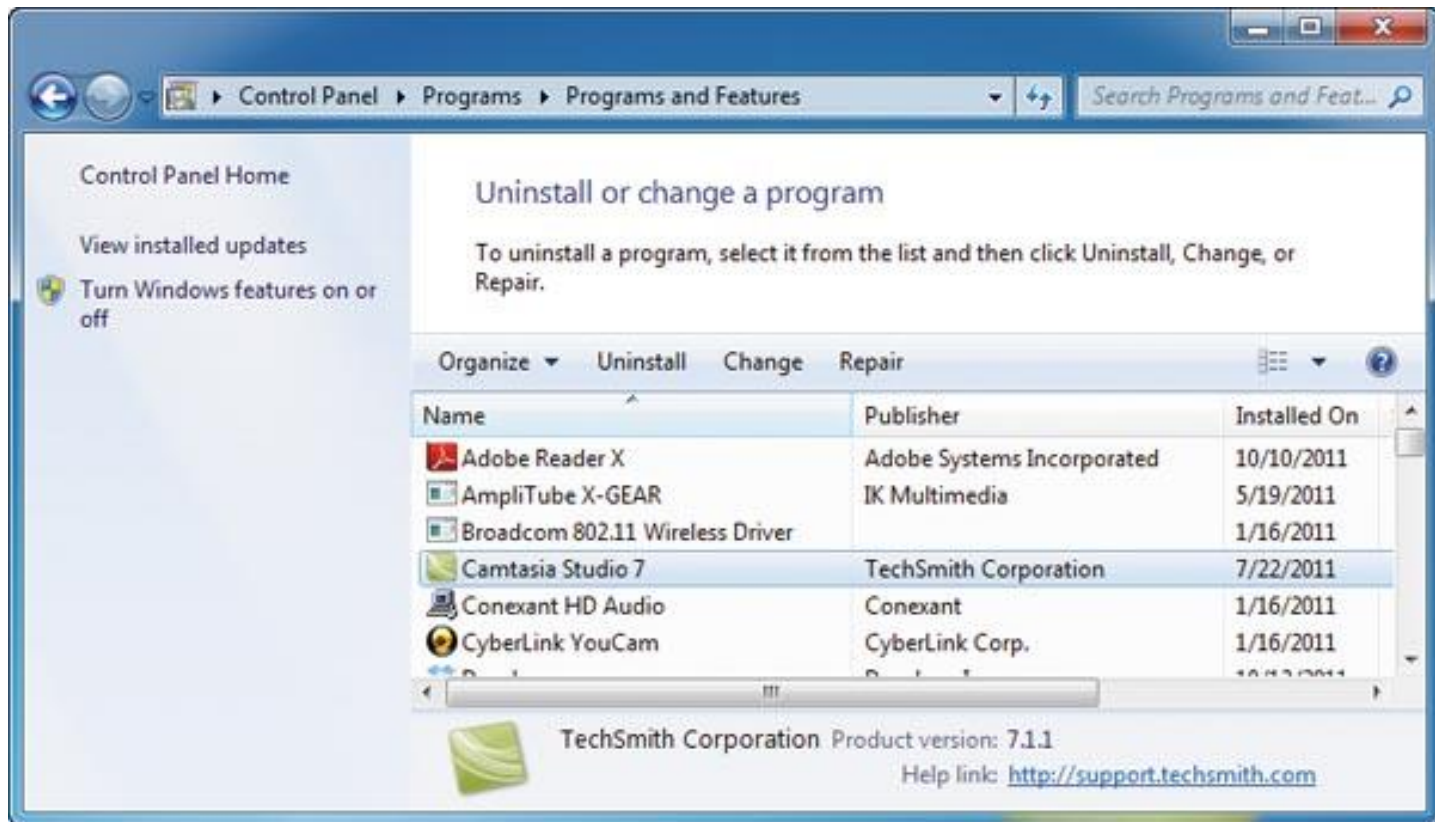 Control Panel ▸ Programs ▸ Programs and Features
Search Programs and Feat...
Control Panel Home
View installed updates
Turn Windows features on or
off
Uninstall or change a program
To uninstall a program, select it from the list and then click Uninstall, Change, or
Repair.
Organize Uninstall Change Repair
Name Publisher Installed On
Adobe Reader X Adobe Systems Incorporated 10/10/2011
AmpliTube X-GEAR IK Multimedia 5/19/2011
Broadcom 802.11 Wireless Driver 1/16/2011
Camtasia Studio 7 TechSmith Corporation 7/22/2011
Conexant HD Audio Conexant 1/16/2011
CyberLink YouCam CyberLink Corp. 1/16/2011
TechSmith Corporation Product version: 7.1.1
Help link: http://support.techsmith.com